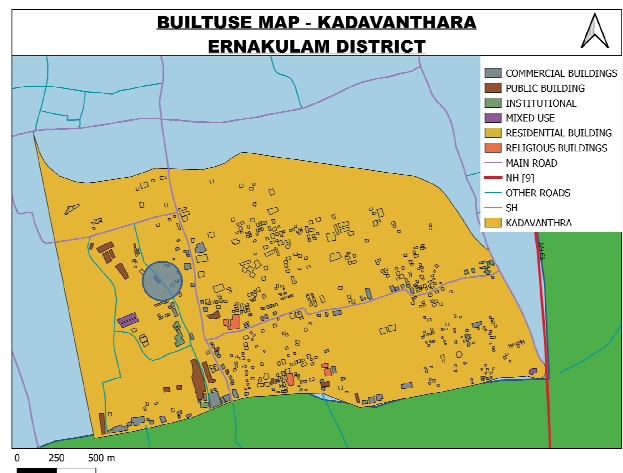 BUILTUSE MAP - KADAVANTHARA
ERNAKULAM DISTRICT
COMMERCIAL BUILDINGS
PUBLIC BUILDING
INSTITUTIONAL
MIXED USE
RESIDENTIAL BUILDING
RELIGIOUS BUILDINGS
MAIN ROAD
NH [9]
OTHER ROADS
SH
KADAVANTHRA
0 250 500 m